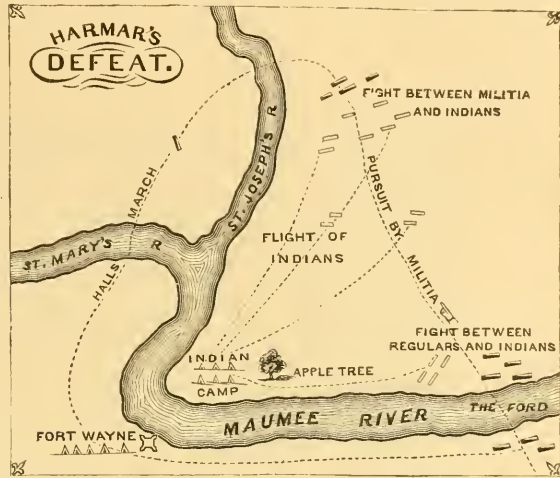 HARMAR'S
DEFEAT.
FIGHT BETWEEN MILITIA
AND INDIANS
ST. JOSEPH'S R
HALLS MARCH
PURSUIT BY MILITIA
FLIGHT OF
INDIANS
ST. MARY'S R
FIGHT BETWEEN
REGULARS AND INDIANS
INDIAN
CAMP
APPLE TREE
MAUMEE RIVER
THE FORD
FORT WAYNE